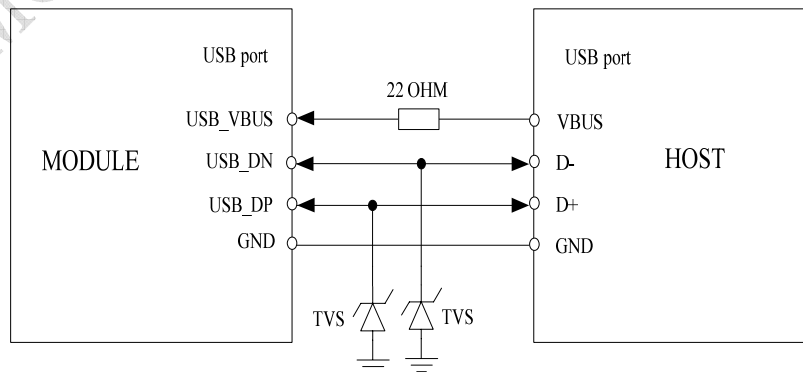 USB port
USB port
22 OHM
USB_VBUS
VBUS
MODULE
USB_DN
D-
HOST
USB_DP
D+
GND
GND
TVS
TVS